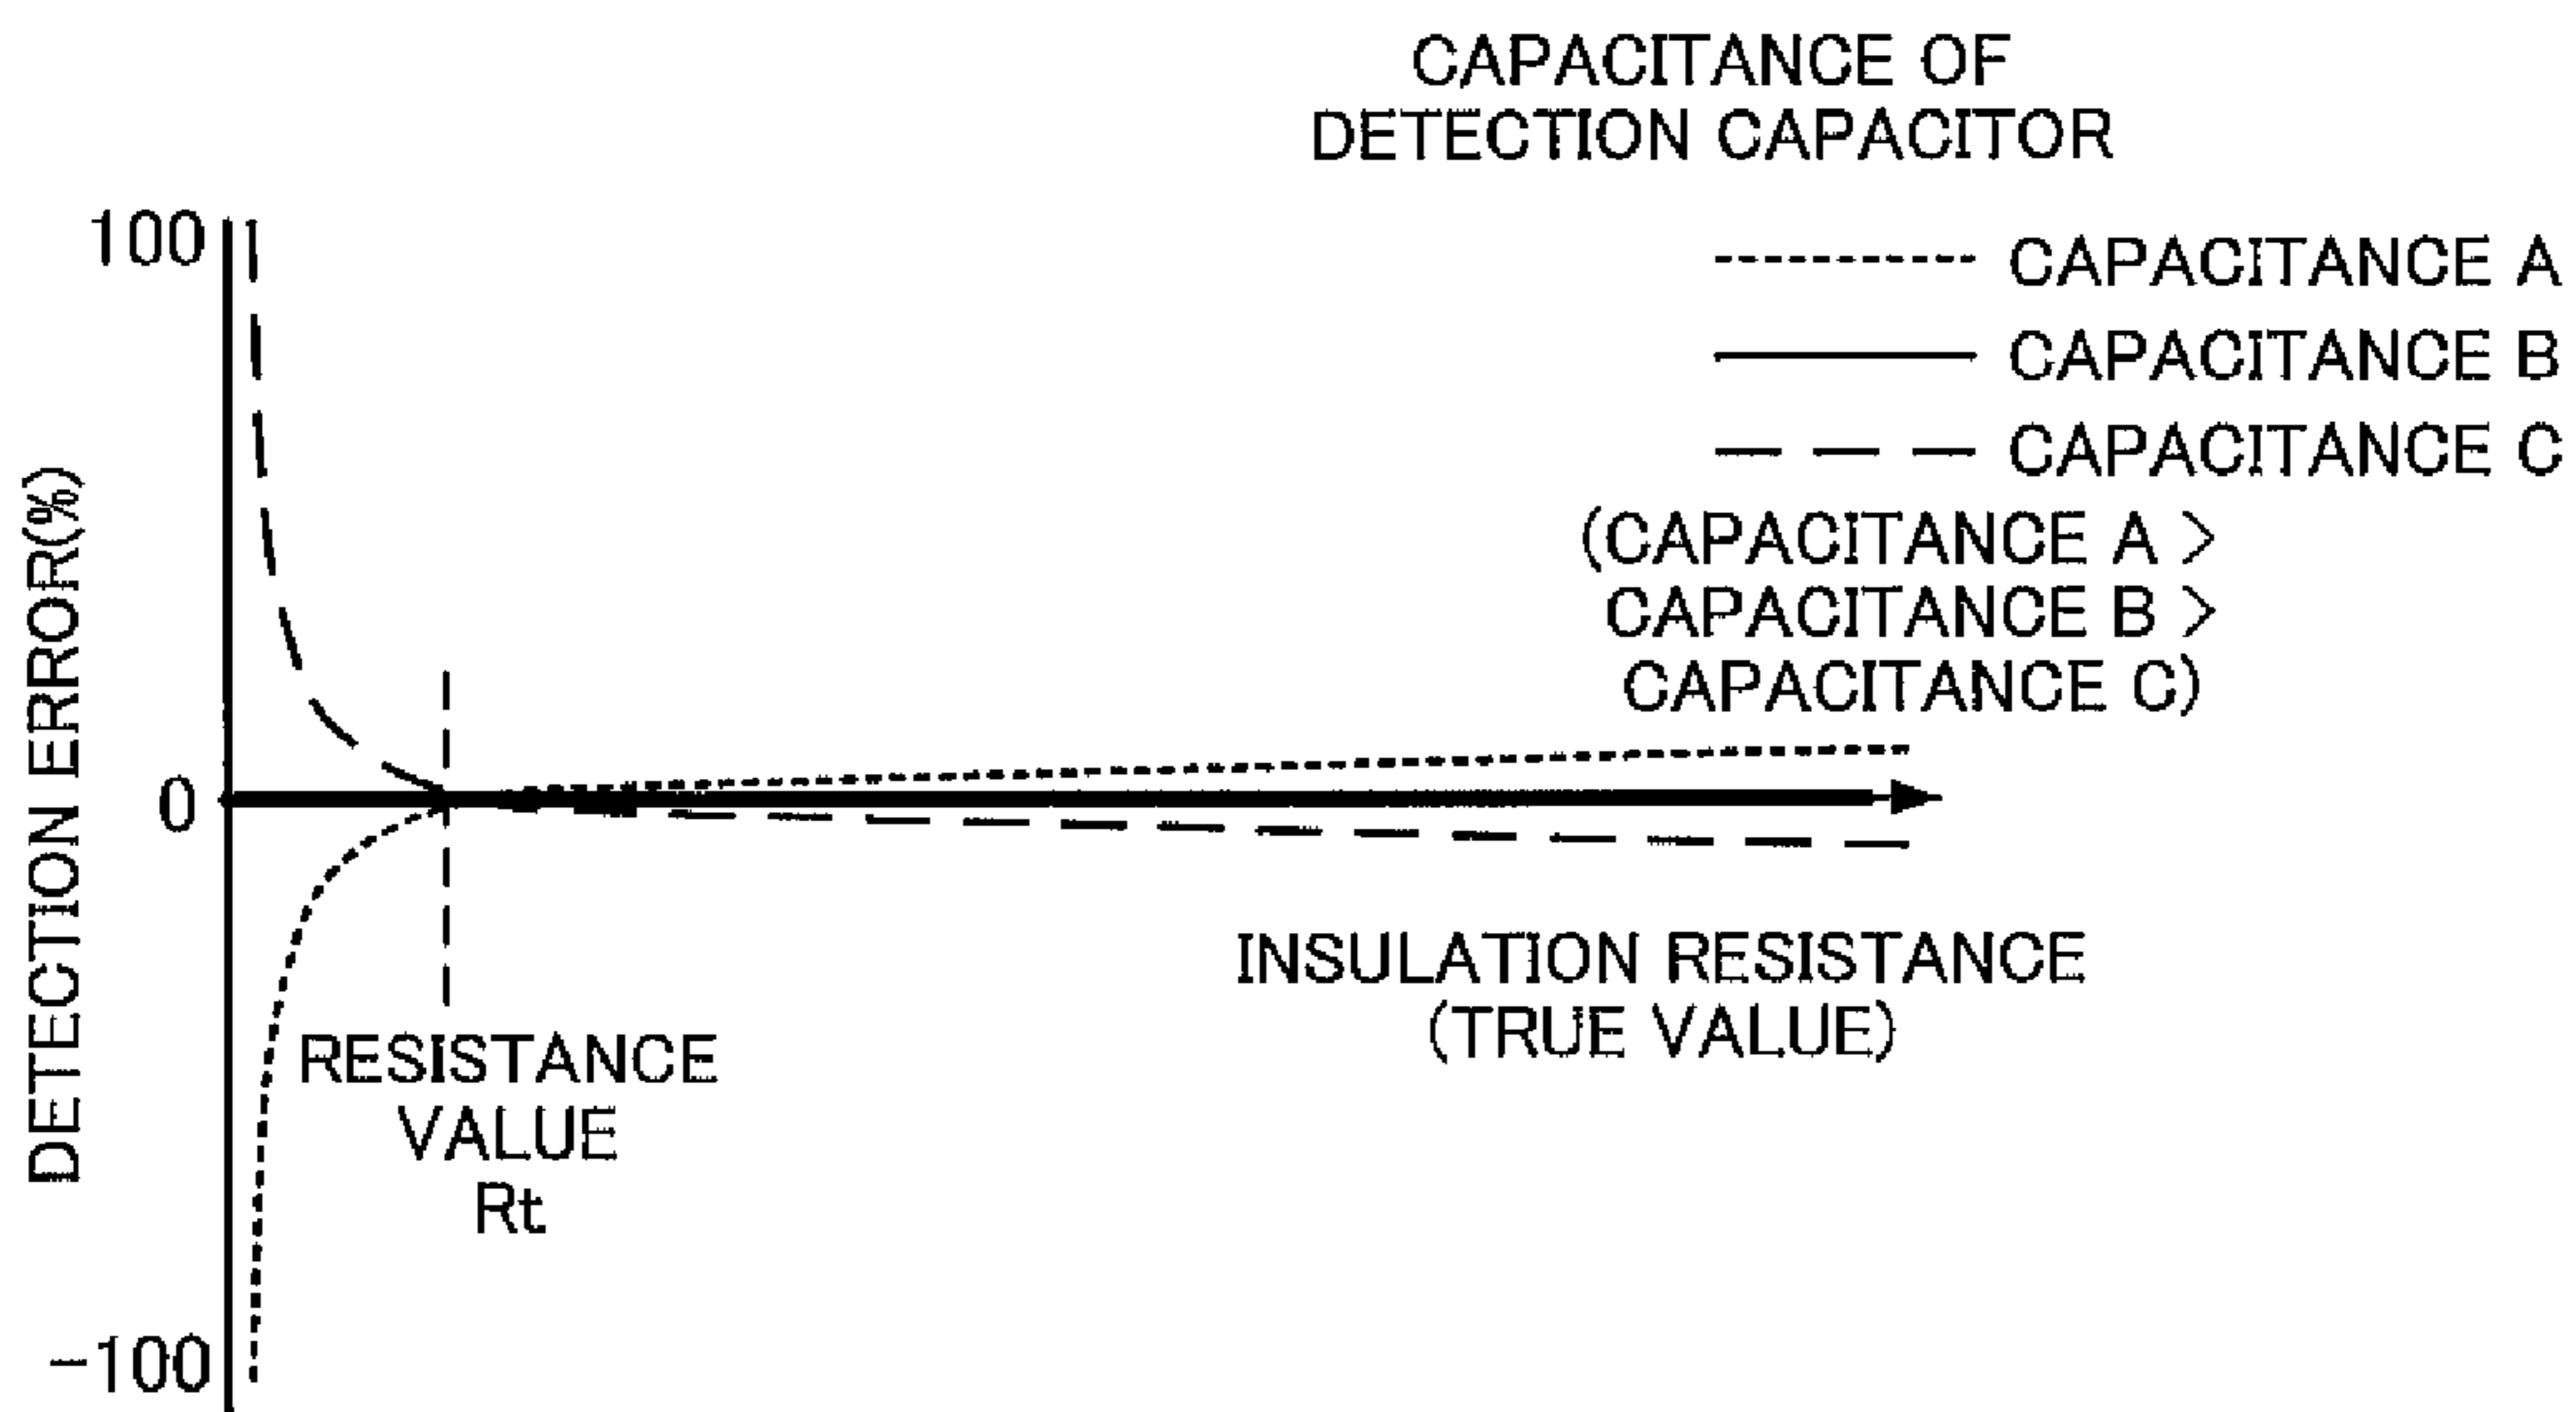 CAPACITANCE OF
DETECTION CAPACITOR
100
CAPACITANCE A
CAPACITANCE B
CAPACITANCE C
(CAPACITANCE A >
CAPACITANCE B >
CAPACITANCE C)
DETECTION ERROR(%)
0
INSULATION RESISTANCE
(TRUE VALUE)
RESISTANCE
VALUE
Rt
-100